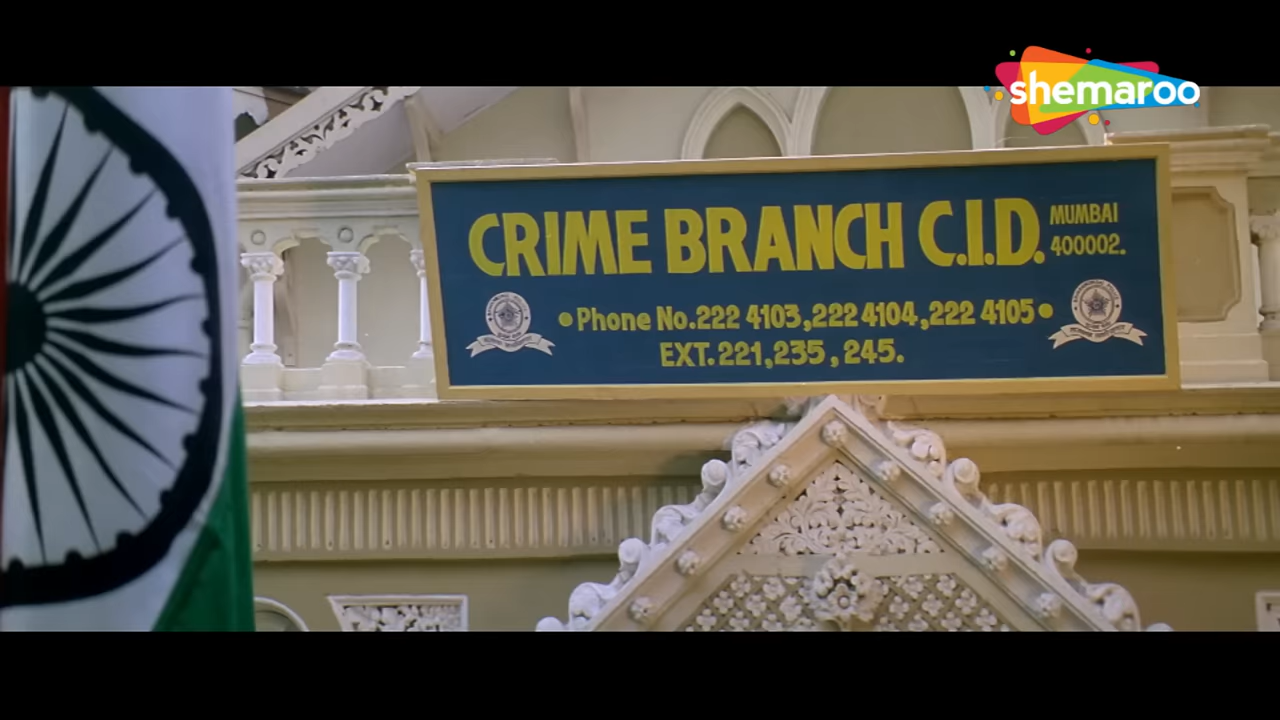 shemaroo
CRIME BRANCH C.I.D. MUMBAI 400002.
•Phone No.222 4103,222 4104,222 4105•
EXT.221,235,245.